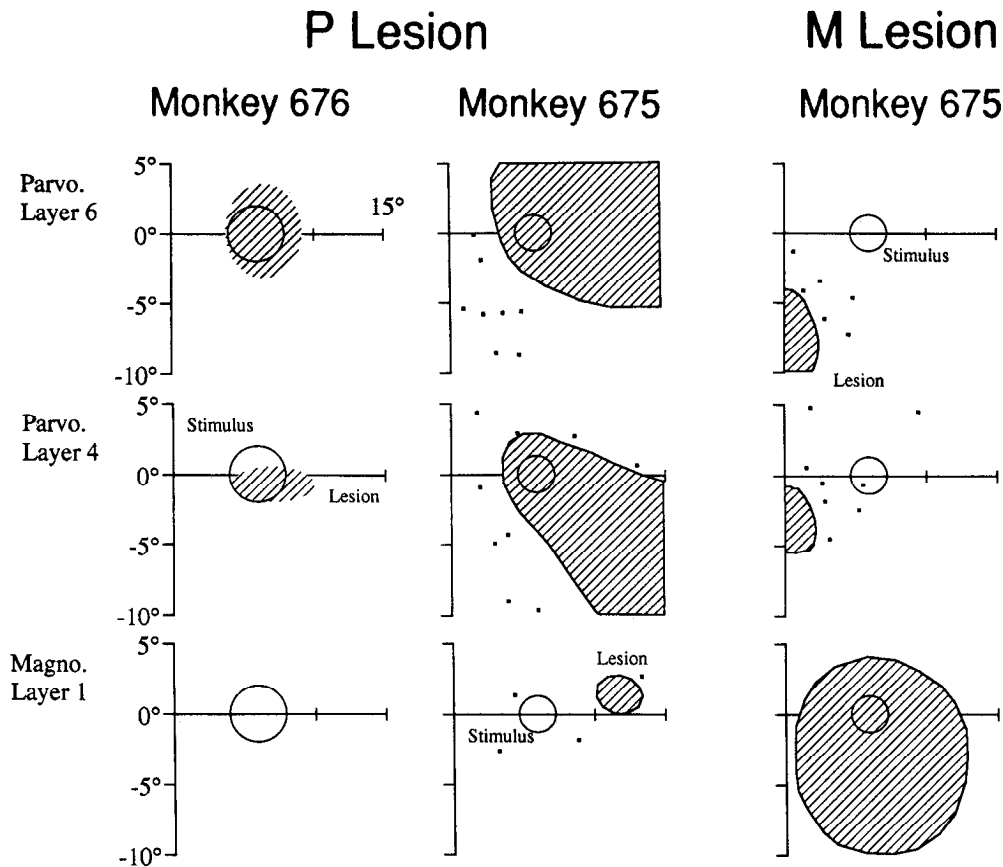 P Lesion
M Lesion
Monkey 676
Monkey 675
Monkey 675
Parvo.
Layer 6
5°
0°
-5°
-10°
15°
Stimulus
Lesion
Parvo.
Layer 4
5°
0°
-5°
-10°
Stimulus
Lesion
Magno.
Layer 1
5°
0°
-5°
-10°
Lesion
Stimulus